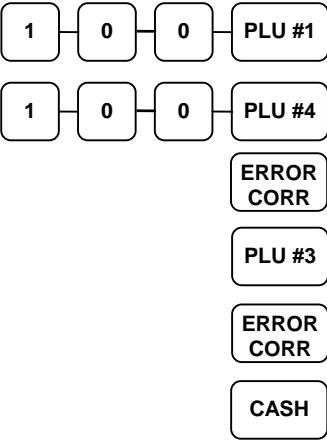 1 0 0 PLU #1
1 0 0 PLU #4
ERROR
CORR
PLU #3
ERROR
CORR
CASH